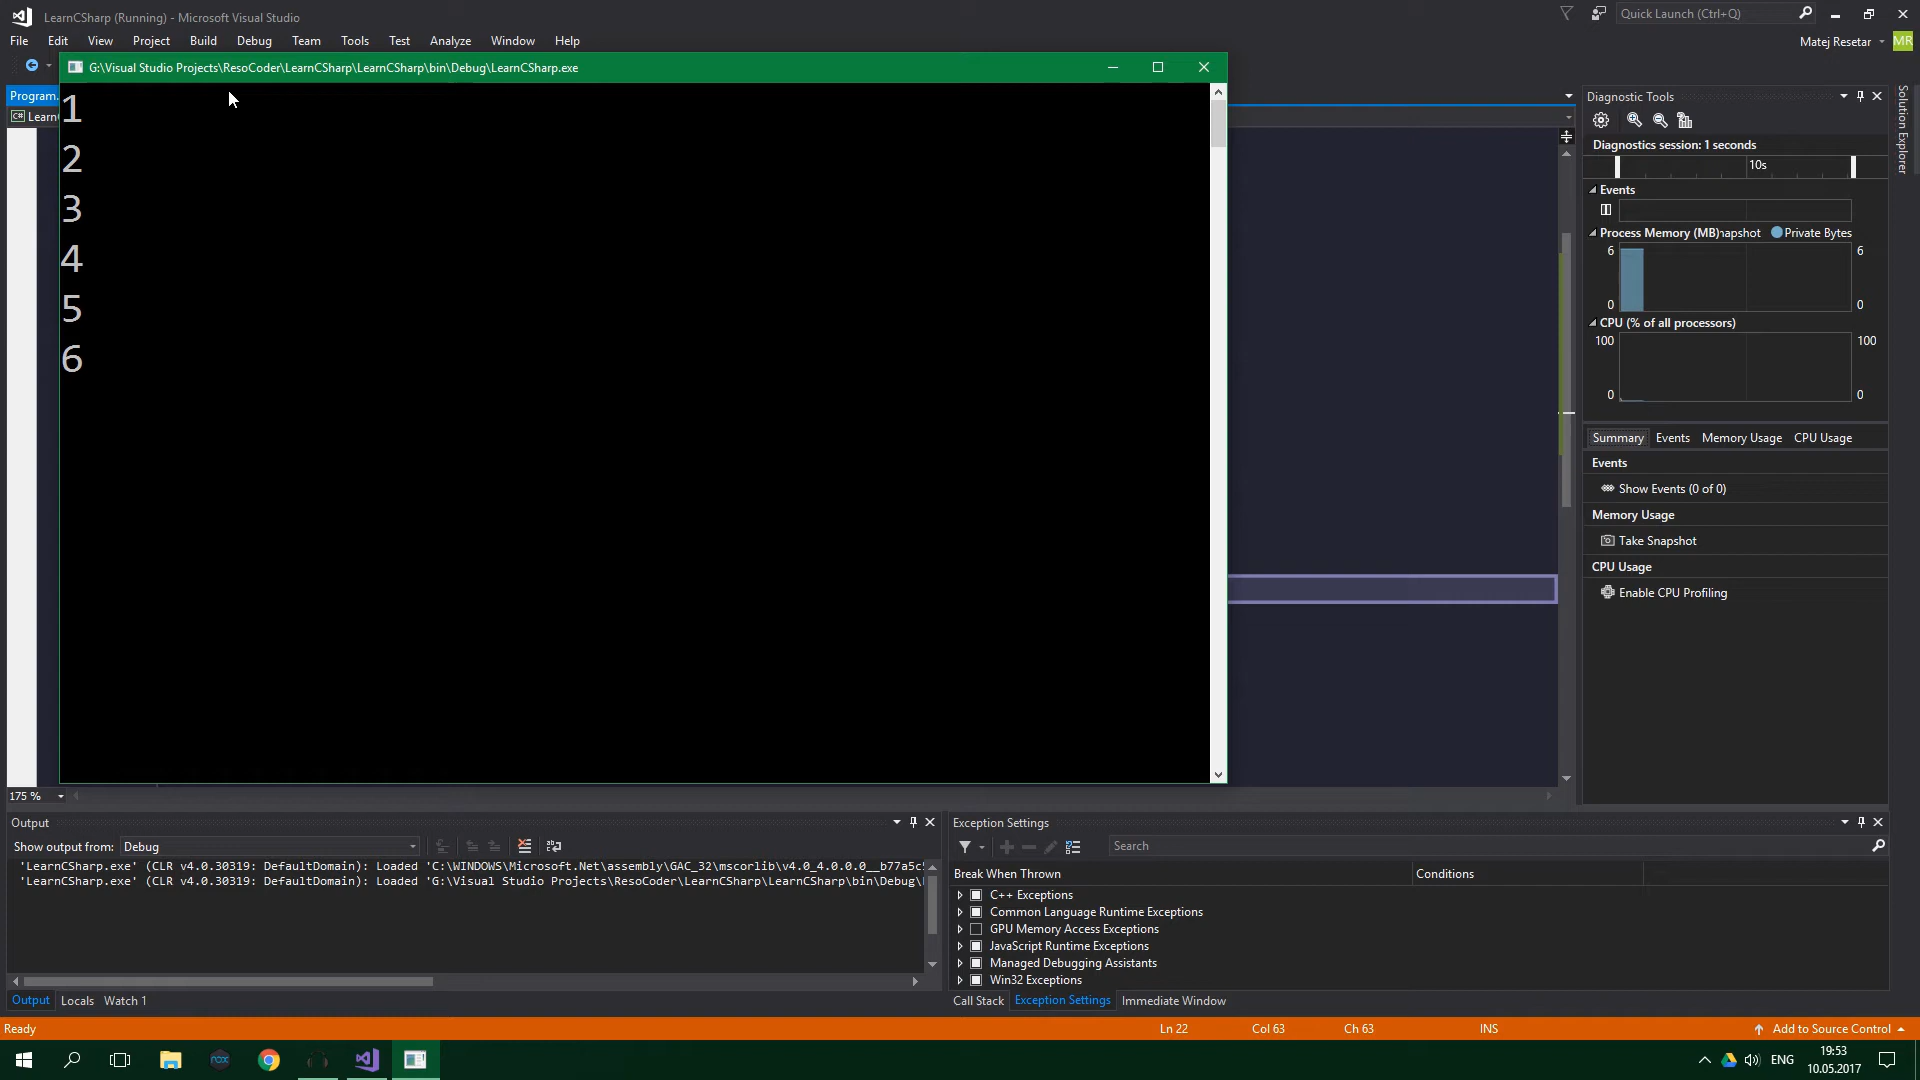 LearnCSharp (Running) - Microsoft Visual Studio
Quick Launch (Ctrl+Q)
File Edit View Project Build Debug Team Tools Test Analyze Window Help
Matej Resetar MR
G:\Visual Studio Projects\ResoCoder\LearnCSharp\LearnCSharp\bin\Debug\LearnCSharp.exe
Program.
C# Learn
1
2
3
4
5
6
175 %
Diagnostic Tools
Diagnostics session: 1 seconds
10s
Events
Process Memory (MB) Private Bytes
6 6
0 0
CPU (% of all processors)
100 100
0 0
Summary Events Memory Usage CPU Usage
Events
Show Events (0 of 0)
Memory Usage
Take Snapshot
CPU Usage
Enable CPU Profiling
Solution Explorer
Output
Show output from: Debug
'LearnCSharp.exe' (CLR v4.0.30319: DefaultDomain): Loaded 'C:\WINDOWS\Microsoft.Net\assembly\GAC_32\mscorlib\v4.0_4.0.0.0__b77a5c
'LearnCSharp.exe' (CLR v4.0.30319: DefaultDomain): Loaded 'G:\Visual Studio Projects\ResoCoder\LearnCSharp\LearnCSharp\bin\Debug\
Output Locals Watch 1
Exception Settings
Search
Break When Thrown Conditions
C++ Exceptions
Common Language Runtime Exceptions
GPU Memory Access Exceptions
JavaScript Runtime Exceptions
Managed Debugging Assistants
Win32 Exceptions
Call Stack Exception Settings Immediate Window
Ready Ln 22 Col 63 Ch 63 INS Add to Source Control
nox
ENG
19:53
10.05.2017